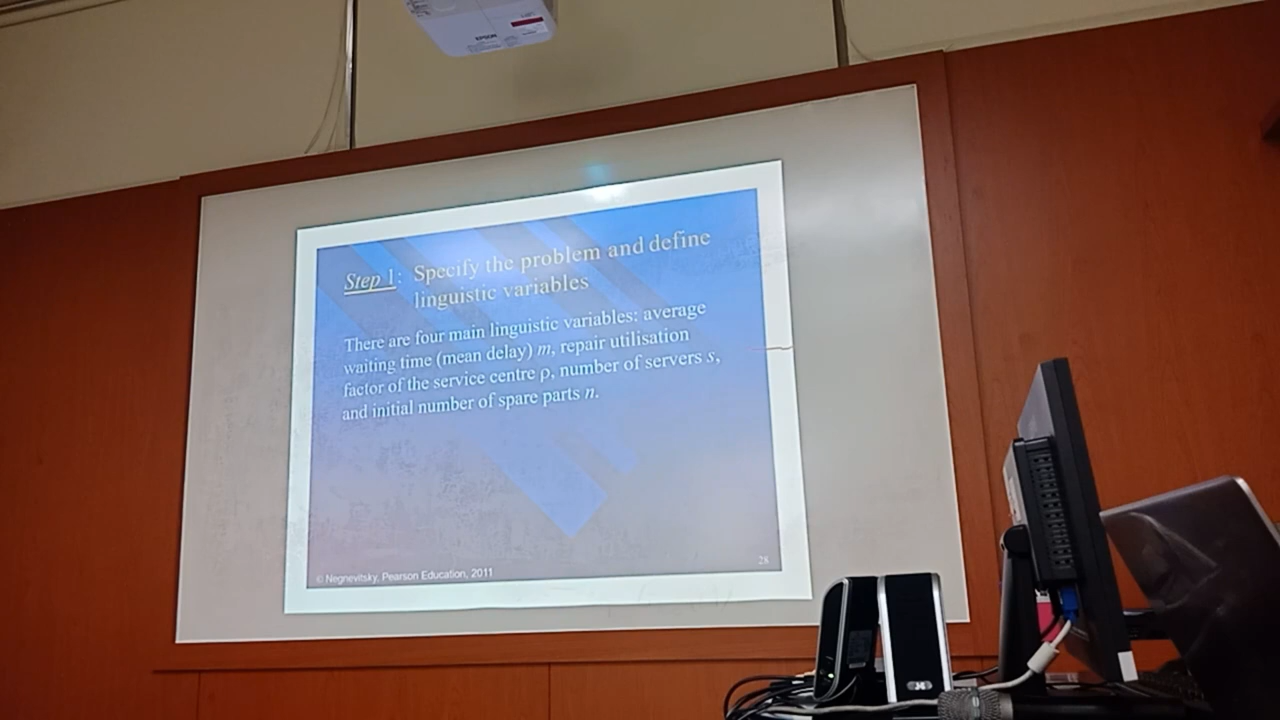 EPSON
Step 1: Specify the problem and define
linguistic variables
There are four main linguistic variables: average
waiting time (mean delay) m, repair utilisation
factor of the service centre ρ, number of servers s,
and initial number of spare parts n.
28
© Negnevitsky, Pearson Education, 2011